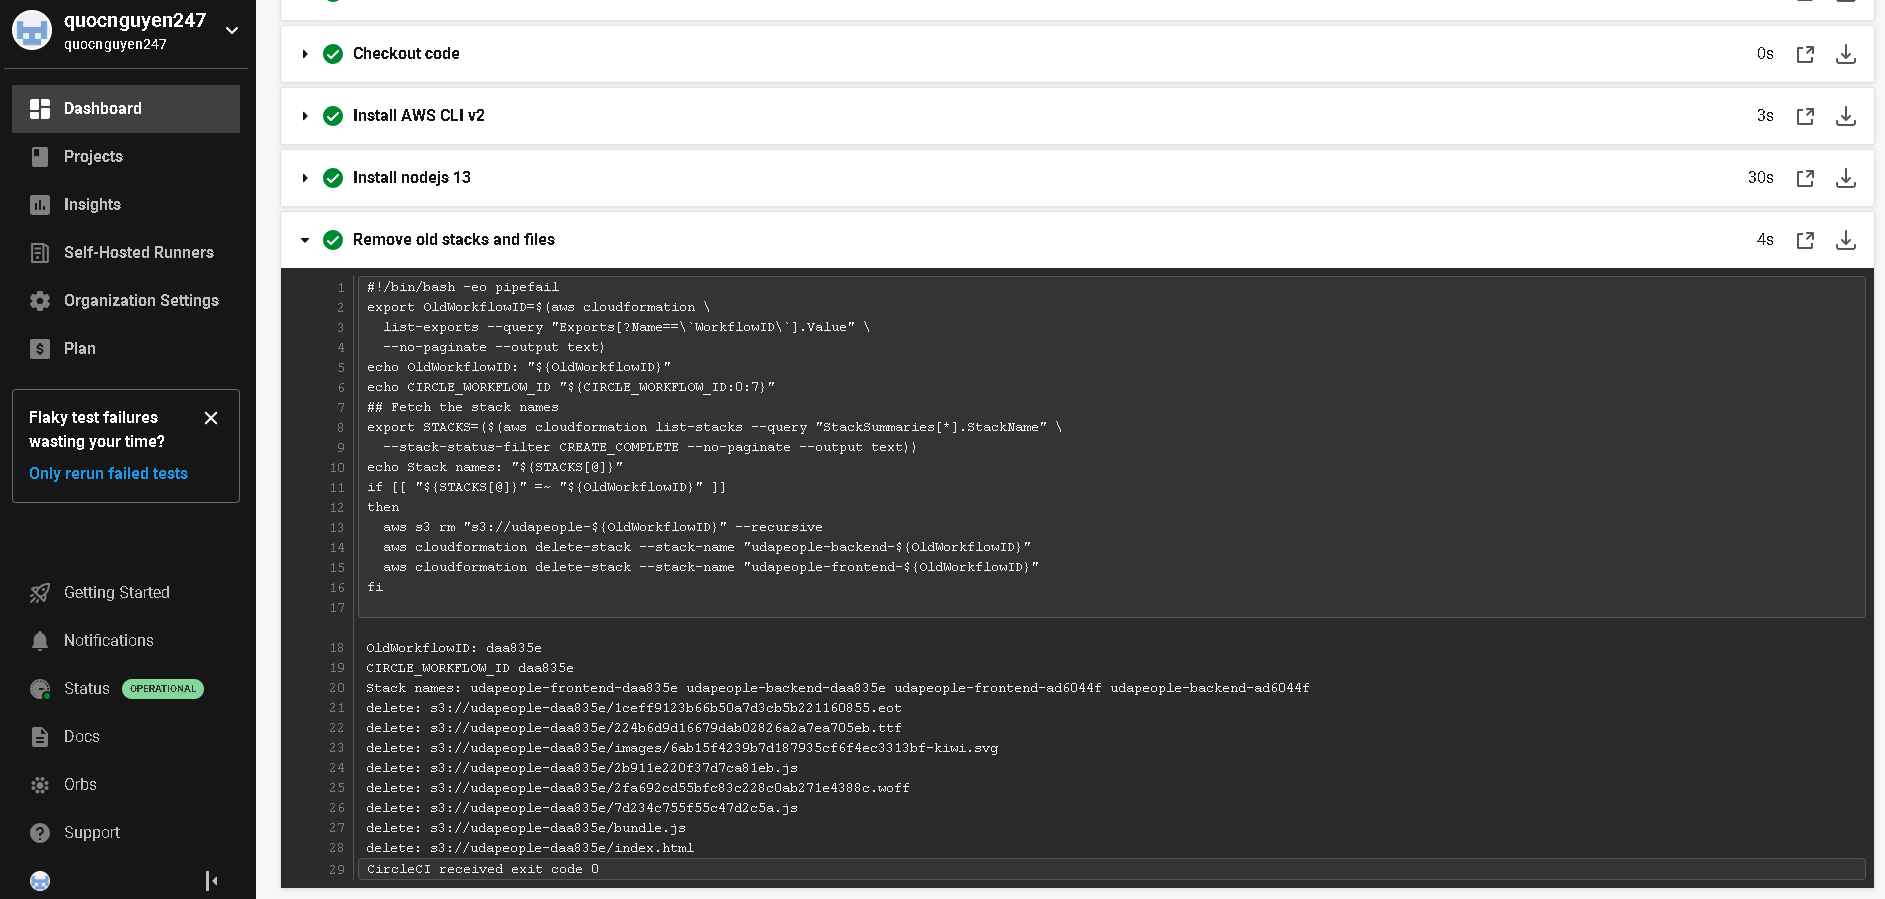 quocnguyen247
quocnguyen247
Dashboard
Projects
Insights
Self-Hosted Runners
Organization Settings
$ Plan
Flaky test failures
wasting your time?
Only rerun failed tests
Getting Started
Notifications
Status OPERATIONAL
Docs
Orbs
? Support
Checkout code 0s
Install AWS CLI v2 3s
Install nodejs 13 30s
Remove old stacks and files 4s
1 #!/bin/bash -eo pipefail
2 export OldWorkflowID=$(aws cloudformation \
3 list-exports --query "Exports[?Name==\`WorkflowID\`].Value" \
4 --no-paginate --output text)
5 echo OldWorkflowID: "${OldWorkflowID}"
6 echo CIRCLE_WORKFLOW_ID "${CIRCLE_WORKFLOW_ID:0:7}"
7 ## Fetch the stack names
8 export STACKS=($(aws cloudformation list-stacks --query "StackSummaries[*].StackName" \
9 --stack-status-filter CREATE_COMPLETE --no-paginate --output text))
10 echo Stack names: "${STACKS[@]}"
11 if [[ "${STACKS[@]}" =~ "${OldWorkflowID}" ]]
12 then
13 aws s3 rm "s3://udapeople-${OldWorkflowID}" --recursive
14 aws cloudformation delete-stack --stack-name "udapeople-backend-${OldWorkflowID}"
15 aws cloudformation delete-stack --stack-name "udapeople-frontend-${OldWorkflowID}"
16 fi
17
18 OldWorkflowID: daa835e
19 CIRCLE_WORKFLOW_ID daa835e
20 Stack names: udapeople-frontend-daa835e udapeople-backend-daa835e udapeople-frontend-ad6044f udapeople-backend-ad6044f
21 delete: s3://udapeople-daa835e/1ceff9123b66b50a7d3cb5b221160855.eot
22 delete: s3://udapeople-daa835e/224b6d9d16679dab02826a2a7ea705eb.ttf
23 delete: s3://udapeople-daa835e/images/6ab15f4239b7d187935cf6f4ec3313bf-kiwi.svg
24 delete: s3://udapeople-daa835e/2b911e220f37d7ca81eb.js
25 delete: s3://udapeople-daa835e/2fa692cd55bfc83c228c0ab271e4388c.woff
26 delete: s3://udapeople-daa835e/7d234c755f55c47d2c5a.js
27 delete: s3://udapeople-daa835e/bundle.js
28 delete: s3://udapeople-daa835e/index.html
29 CircleCI received exit code 0